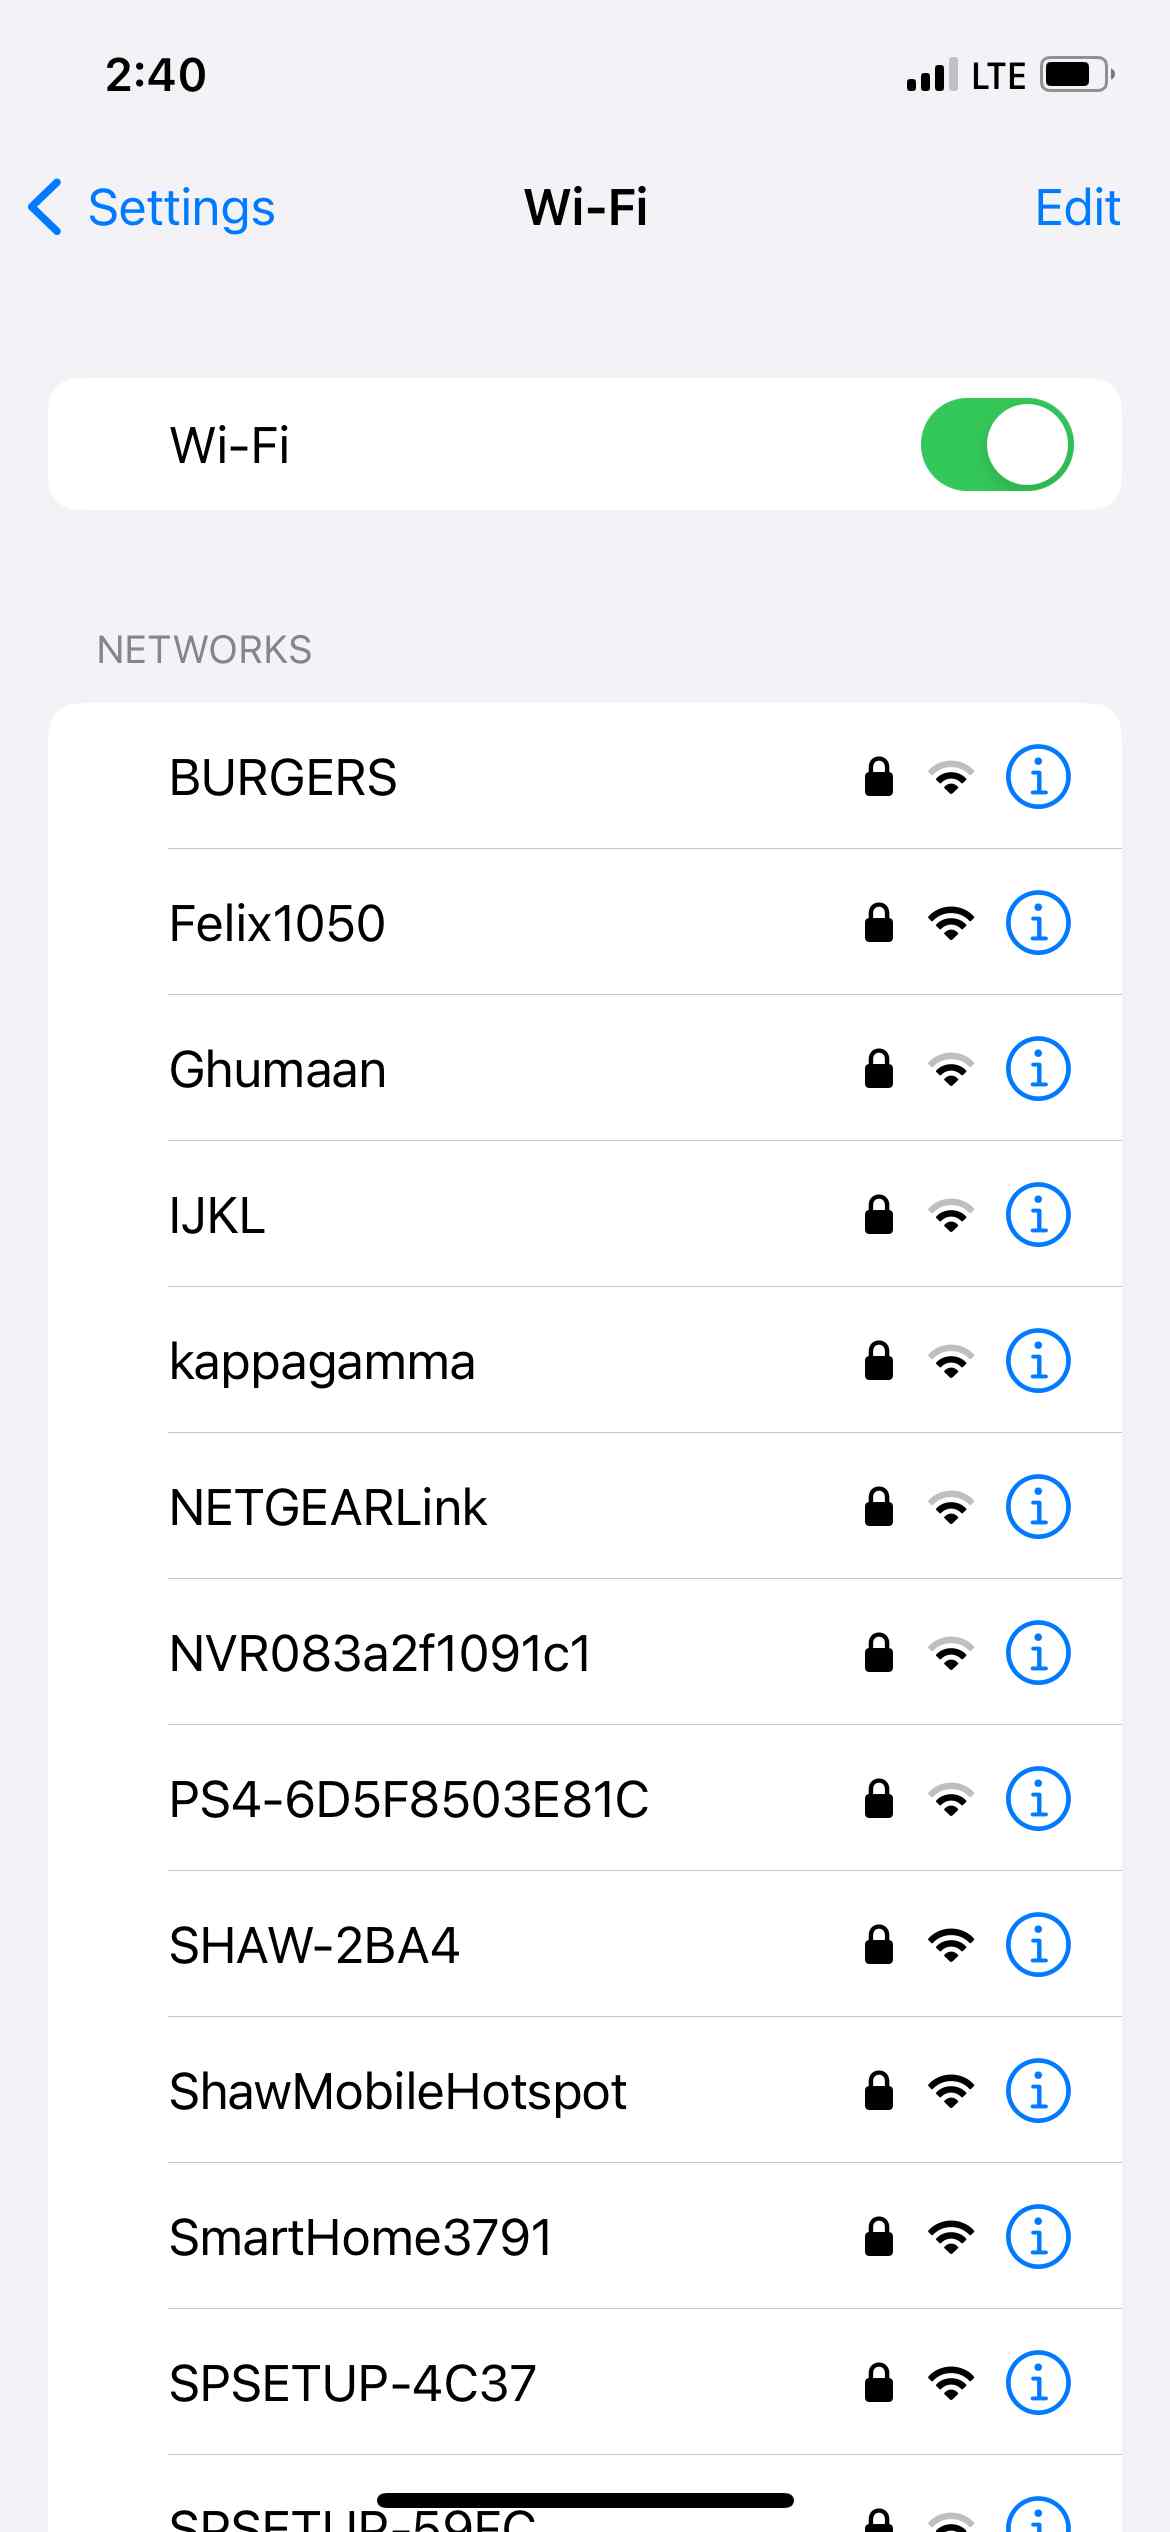 2:40 LTE
Settings Wi-Fi Edit
Wi-Fi
NETWORKS
BURGERS
Felix1050
Ghumaan
IJKL
kappagamma
NETGEARLink
NVR083a2f1091c1
PS4-6D5F8503E81C
SHAW-2BA4
ShawMobileHotspot
SmartHome3791
SPSETUP-4C37